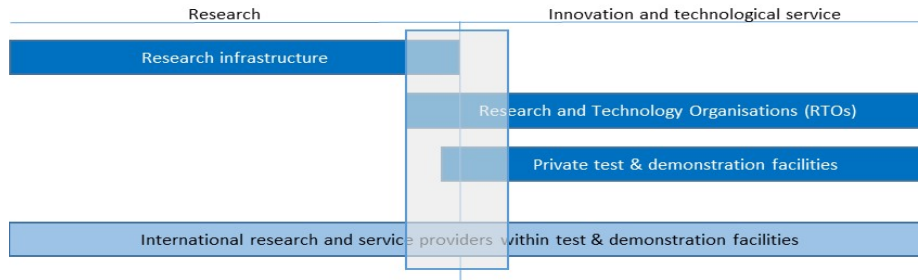 Research
Innovation and technological service
Research infrastructure
Research and Technology Organisations (RTOs)
Private test & demonstration facilities
International research and service providers within test & demonstration facilities